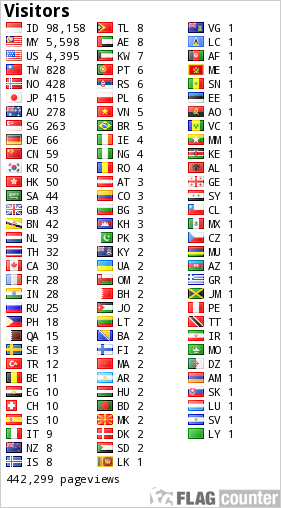 Visitors
ID 98,158
MY 5,598
US 4,395
TW 828
NO 428
JP 415
AU 278
SG 263
DE 66
CN 59
KR 50
HK 50
SA 44
GB 43
BN 42
NL 39
TH 32
CA 30
FR 28
IN 28
RU 25
PH 18
QA 15
SE 13
TR 12
BE 11
EG 10
CH 10
ES 10
IT 9
NZ 8
IS 8
TL 8
AE 8
KW 7
PT 6
RS 6
PL 6
VN 5
BR 5
IE 4
NG 4
RO 4
AT 3
CO 3
BG 3
KH 3
PK 3
KY 2
UA 2
OM 2
BH 2
JO 2
LT 2
BA 2
FI 2
MA 2
AR 2
HU 2
BD 2
MK 2
DK 2
SD 2
LK 1
VG 1
LC 1
AF 1
ME 1
SN 1
EE 1
AO 1
VC 1
MM 1
KE 1
AL 1
GE 1
SY 1
CL 1
MX 1
CZ 1
MU 1
AZ 1
GR 1
JM 1
PE 1
TT 1
IR 1
MO 1
DZ 1
AM 1
SK 1
LU 1
SV 1
LY 1
442,299 pageviews
FLAG counter